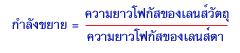 กำลังขยาย = ความยาวโฟกัสของเลนส์วัตถุ
ความยาวโฟกัสของเลนส์ตา